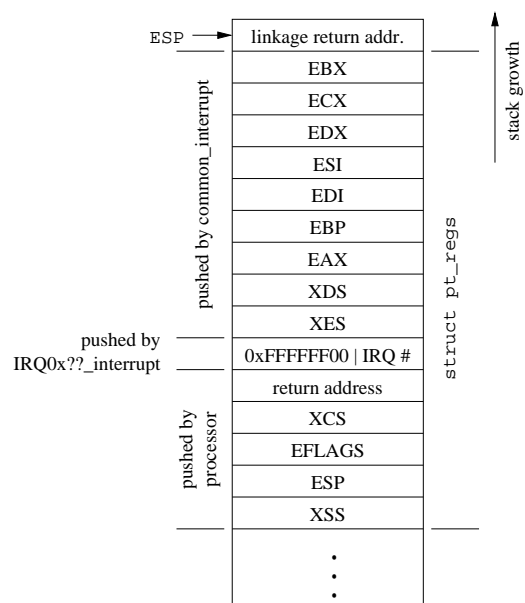 ESP
linkage return addr.
EBX
ECX
EDX
ESI
EDI
EBP
EAX
XDS
XES
0xFFFFFF00 | IRQ #
return address
XCS
EFLAGS
ESP
XSS
pushed by common_interrupt
pushed by
IRQ0x??_interrupt
pushed by
processor
struct pt_regs
stack growth